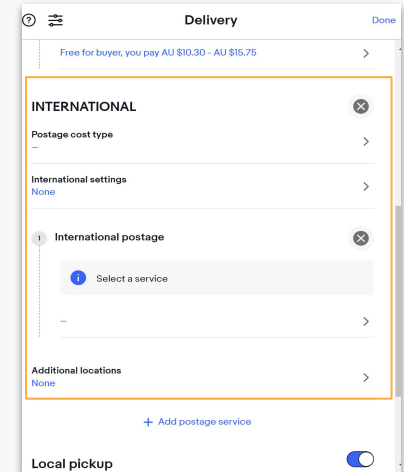 Delivery
Done
Free for buyer, you pay AU $10.30 - AU $15.75
INTERNATIONAL
Postage cost type
–
International settings
None
1 International postage
Select a service
–
Additional locations
None
+ Add postage service
Local pickup